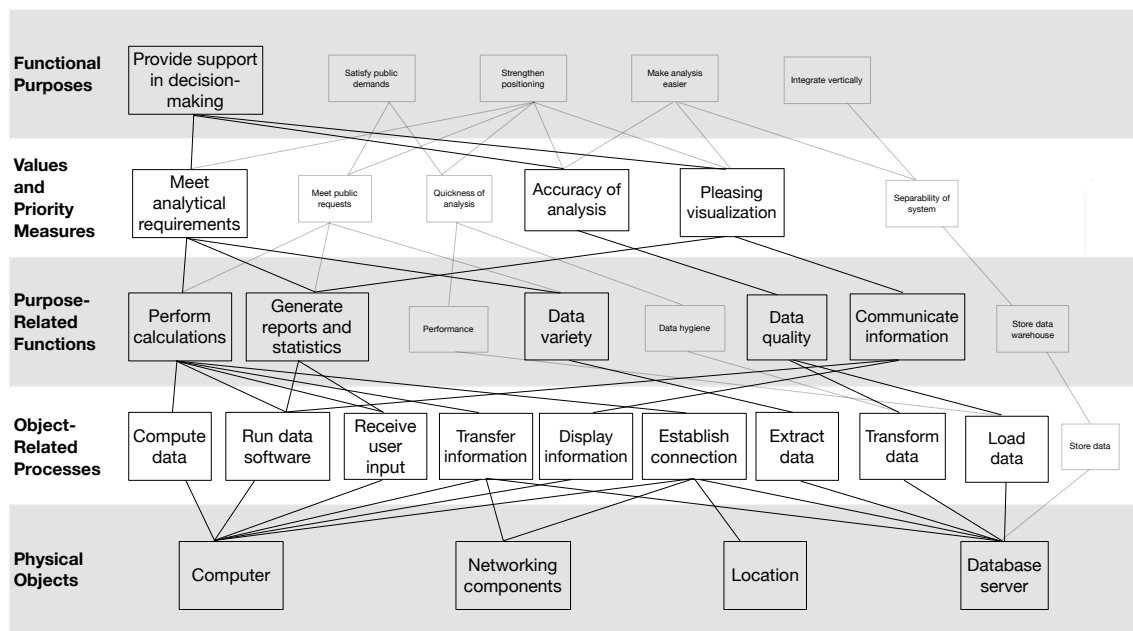 Functional
Purposes
Provide support
in decision-
making
Satisfy public
demands
Strengthen
positioning
Make analysis
easier
Integrate vertically
Values
and
Priority
Measures
Meet
analytical
requirements
Meet public
requests
Quickness of
analysis
Accuracy of
analysis
Pleasing
visualization
Separability of
system
Purpose-
Related
Functions
Perform
calculations
Generate
reports and
statistics
Performance
Data
variety
Data hygiene
Data
quality
Communicate
information
Store data
warehouse
Object-
Related
Processes
Compute
data
Run data
software
Receive
user
input
Transfer
information
Display
information
Establish
connection
Extract
data
Transform
data
Load
data
Store data
Physical
Objects
Computer
Networking
components
Location
Database
server